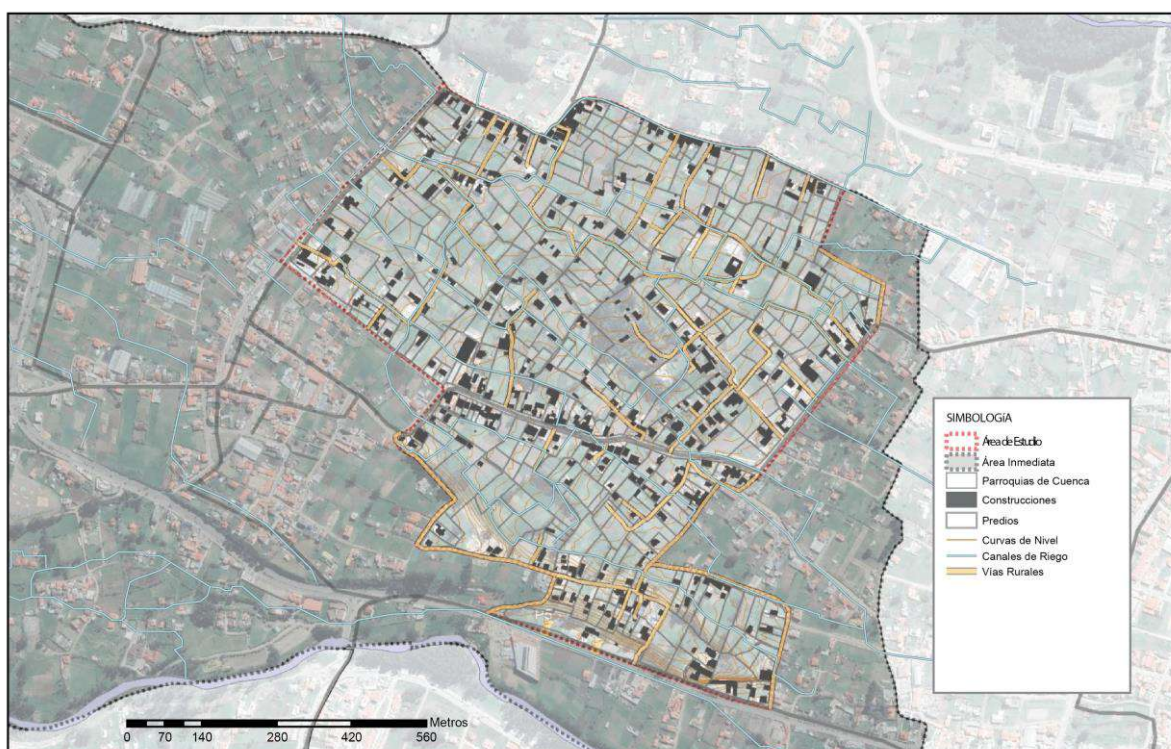 SIMBOLOGíA
Área de Estudio
Área Inmediata
Parroquias de Cuenca
Construcciones
Predios
Curvas de Nivel
Canales de Riego
Vías Rurales
Metros
0 70 140 280 420 560